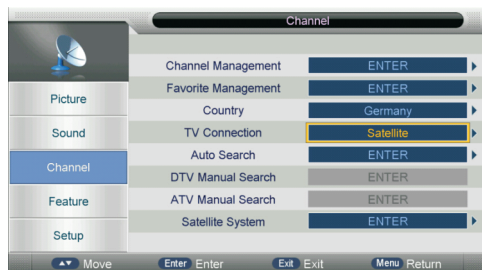 Channel
Channel Management ENTER
Favorite Management ENTER
Picture
Country Germany
Sound
TV Connection Satellite
Auto Search ENTER
Channel
DTV Manual Search ENTER
Feature
ATV Manual Search ENTER
Satellite System ENTER
Setup
Move Enter Enter Exit Exit Menu Return